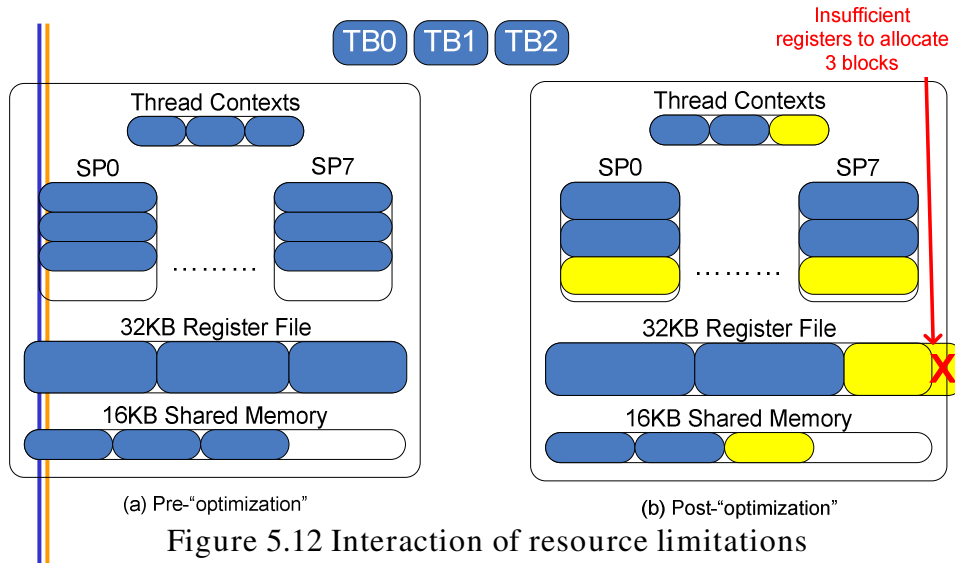 TB0 TB1 TB2
Insufficient
registers to allocate
3 blocks
Thread Contexts
SP0 SP7
………
32KB Register File
16KB Shared Memory
(a) Pre-“optimization”
Thread Contexts
SP0 SP7
………
32KB Register File
X
16KB Shared Memory
(b) Post-“optimization”
Figure 5.12 Interaction of resource limitations